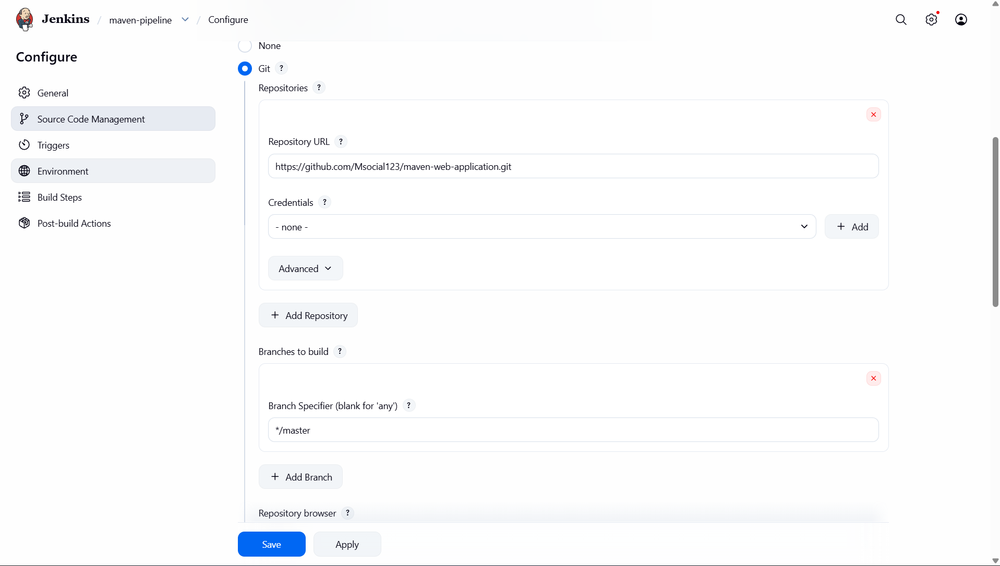 Jenkins / maven-pipeline / Configure
Configure
General
Source Code Management
Triggers
Environment
Build Steps
Post-build Actions
None
Git ?
Repositories ?
Repository URL ?
https://github.com/Msocial123/maven-web-application.git
Credentials ?
- none -
+ Add
Advanced
+ Add Repository
Branches to build ?
Branch Specifier (blank for 'any') ?
*/master
+ Add Branch
Repository browser ?
Save
Apply